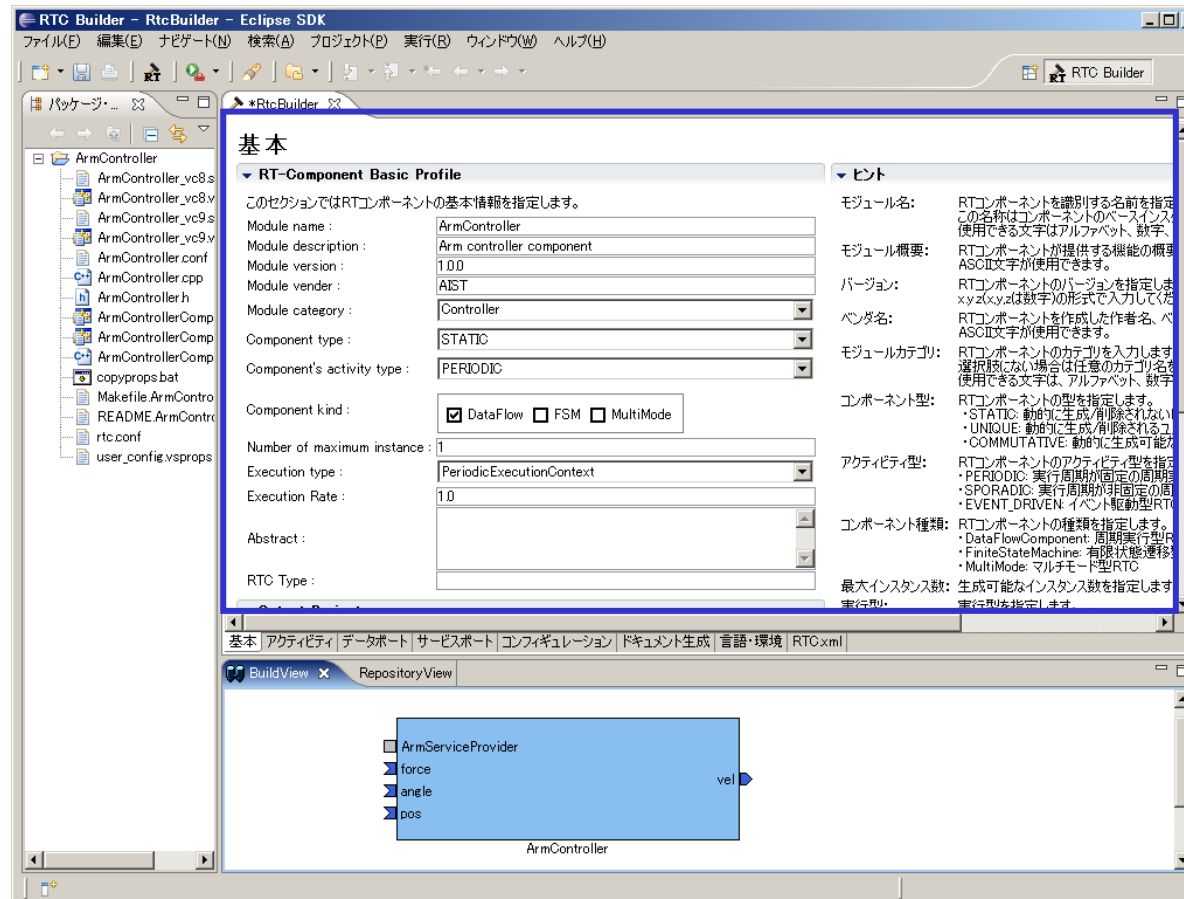 RTC Builder - RtcBuilder - Eclipse SDK
ファイル(F) 編集(E) ナビゲート(N) 検索(A) プロジェクト(P) 実行(R) ウィンドウ(W) ヘルプ(H)
RTC Builder
パッケージ・...
*RtcBuilder
ArmController
ArmController_vc8.s
ArmController_vc8.v
ArmController_vc9.s
ArmController_vc9.v
ArmController.conf
ArmController.cpp
ArmController.h
ArmControllerComp
ArmControllerComp
ArmControllerComp
copyprops.bat
Makefile.ArmContro
README.ArmContro
rtc.conf
user_config.vsprops
基本
RT-Component Basic Profile
このセクションではRTコンポーネントの基本情報を指定します。
Module name : ArmController
Module description : Arm controller component
Module version : 1.0.0
Module vender : AIST
Module category : Controller
Component type : STATIC
Component's activity type : PERIODIC
Component kind : DataFlow FSM MultiMode
Number of maximum instance : 1
Execution type : PeriodicExecutionContext
Execution Rate : 1.0
Abstract :
RTC Type :
ヒント
モジュール名: RTコンポーネントを識別する名前を指定
この名称はコンポーネントのベースインス
使用できる文字はアルファベット、数字、
モジュール概要: RTコンポーネントが提供する機能の概要
ASCII文字が使用できます。
バージョン: RTコンポーネントのバージョンを指定しま
x.y.z(x,y,zは数字)の形式で入力してくだ
ベンダ名: RTコンポーネントを作成した作者名、ベ
ASCII文字が使用できます。
モジュールカテゴリ: RTコンポーネントのカテゴリを入力します
選択肢にない場合は任意のカテゴリ名を
使用できる文字は、アルファベット、数字
コンポーネント型: RTコンポーネントの型を指定します。
・STATIC: 動的に生成/削除されない
・UNIQUE: 動的に生成/削除されるユ
・COMMUTATIVE: 動的に生成可能な
アクティビティ型: RTコンポーネントのアクティビティ型を指定
・PERIODIC: 実行周期が固定の周期実
・SPORADIC: 実行周期が非固定の周
・EVENT_DRIVEN: イベント駆動型RT
コンポーネント種類: RTコンポーネントの種類を指定します。
・DataFlowComponent: 周期実行型R
・FiniteStateMachine: 有限状態遷移型
・MultiMode: マルチモード型RTC
最大インスタンス数: 生成可能なインスタンス数を指定します
実行型: 実行型を指定します。
基本 アクティビティ データポート サービスポート コンフィギュレーション ドキュメント生成 言語・環境 RTC.xml
BuildView RepositoryView
ArmServiceProvider
force
angle
pos
vel
ArmController